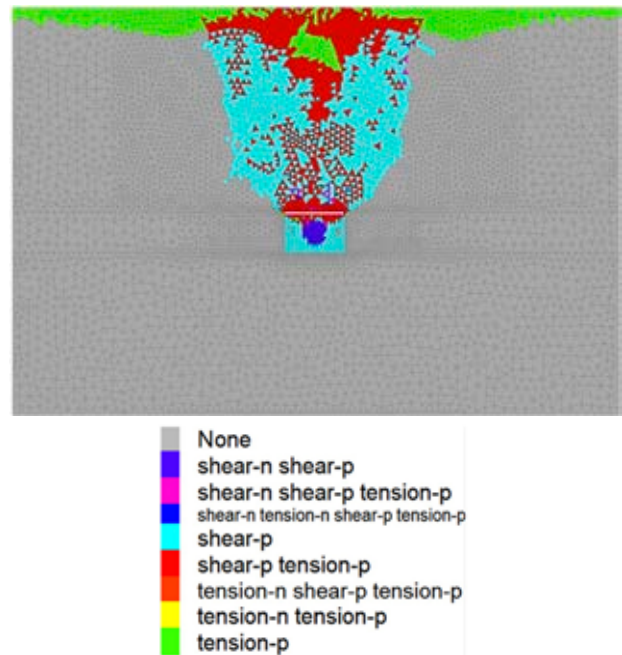 None
shear-n shear-p
shear-n shear-p tension-p
shear-n tension-n shear-p tension-p
shear-p
shear-p tension-p
tension-n shear-p tension-p
tension-n tension-p
tension-p